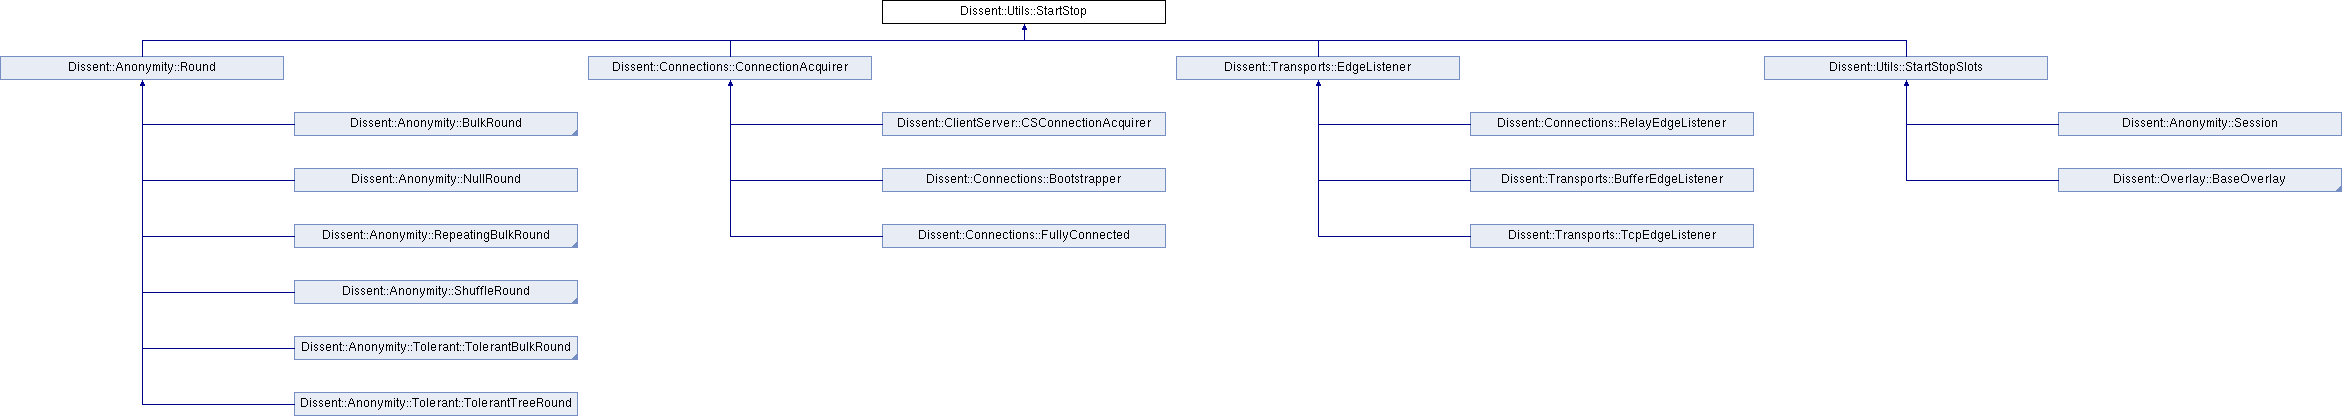 Dissent::Utils::StartStop
Dissent::Anonymity::Round
Dissent::Connections::ConnectionAcquirer
Dissent::Transports::EdgeListener
Dissent::Utils::StartStopSlots
Dissent::Anonymity::BulkRound
Dissent::ClientServer::CSConnectionAcquirer
Dissent::Connections::RelayEdgeListener
Dissent::Anonymity::Session
Dissent::Anonymity::NullRound
Dissent::Connections::Bootstrapper
Dissent::Transports::BufferEdgeListener
Dissent::Overlay::BaseOverlay
Dissent::Anonymity::RepeatingBulkRound
Dissent::Connections::FullyConnected
Dissent::Transports::TcpEdgeListener
Dissent::Anonymity::ShuffleRound
Dissent::Anonymity::Tolerant::TolerantBulkRound
Dissent::Anonymity::Tolerant::TolerantTreeRound